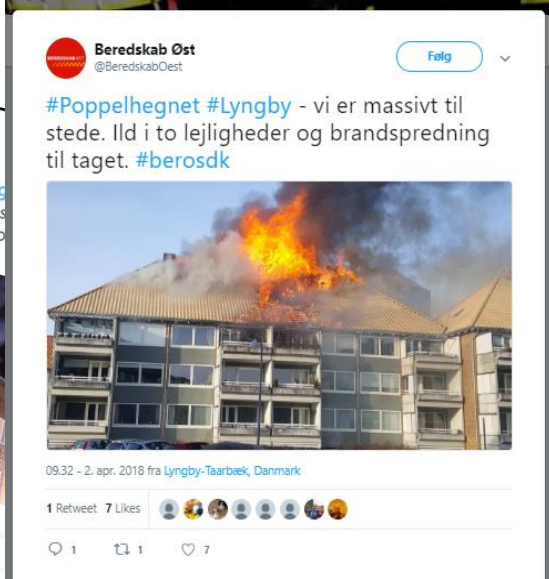 Beredskab Øst
@BeredskabOest
Følg
#Poppelhegnet #Lyngby - vi er massivt til
stede. Ild i to lejligheder og brandspredning
til taget. #berosdk
09.32 - 2. apr. 2018 fra Lyngby-Taarbæk, Danmark
1 Retweet 7 Likes
1 1 7